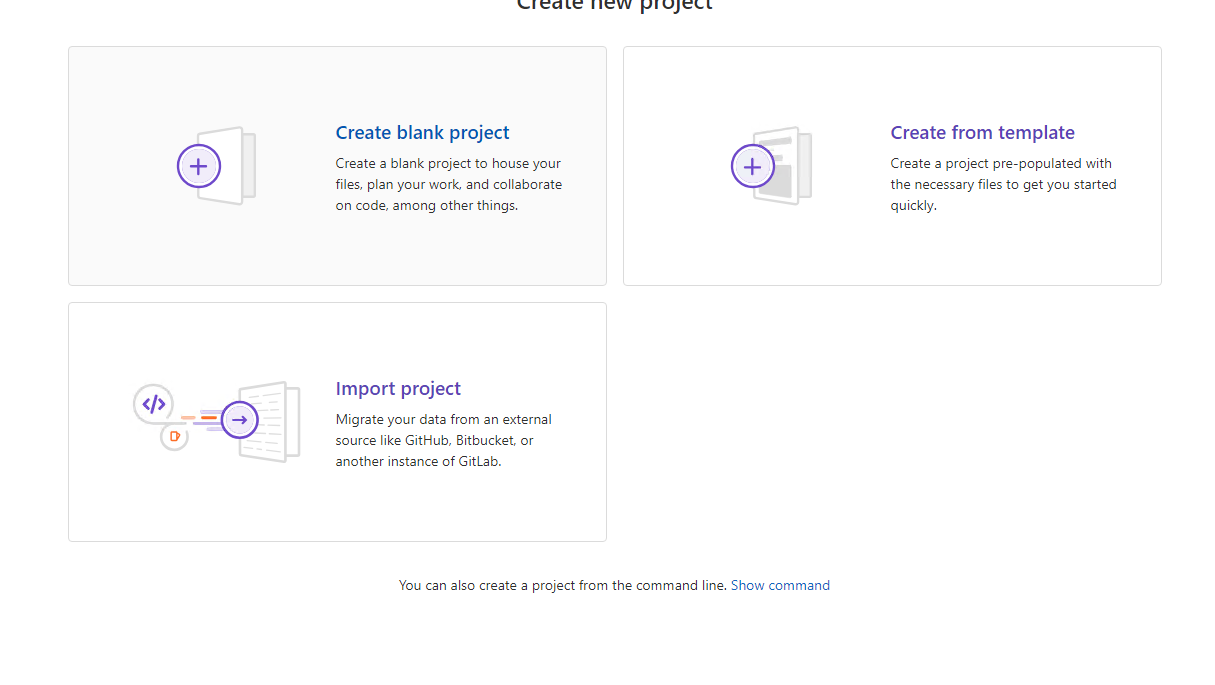 Create new project
Create blank project
Create a blank project to house your
files, plan your work, and collaborate
on code, among other things.
Create from template
Create a project pre-populated with
the necessary files to get you started
quickly.
Import project
Migrate your data from an external
source like GitHub, Bitbucket, or
another instance of GitLab.
You can also create a project from the command line. Show command